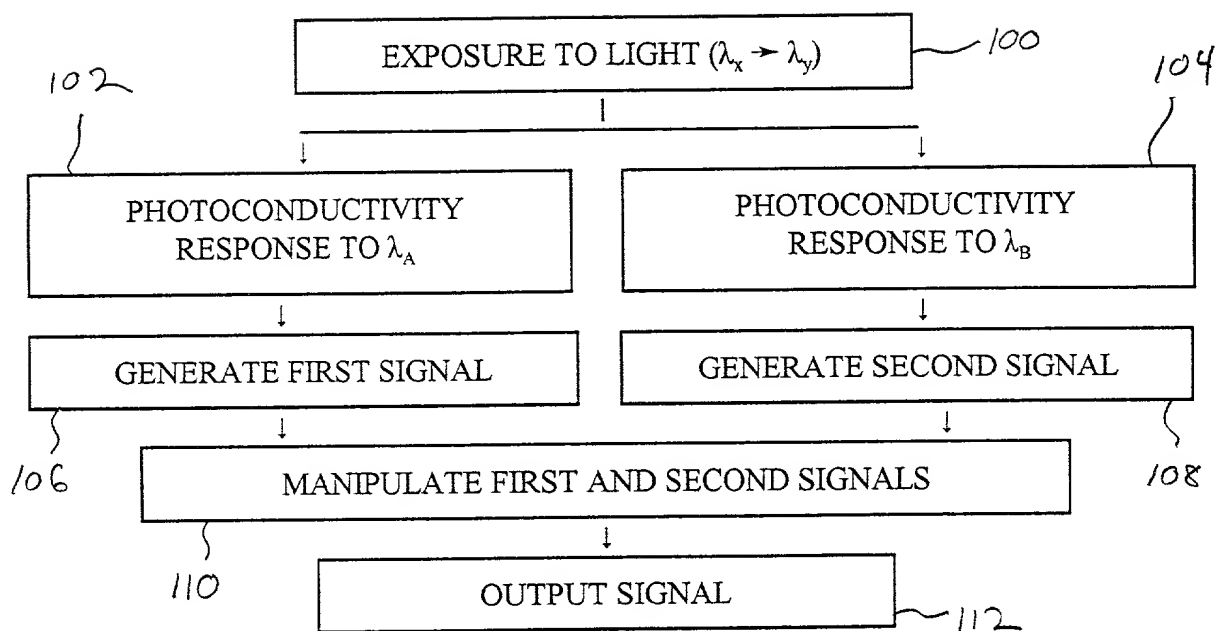 EXPOSURE TO LIGHT (λx → λy)
100
102
104
PHOTOCONDUCTIVITY
RESPONSE TO λA
PHOTOCONDUCTIVITY
RESPONSE TO λB
GENERATE FIRST SIGNAL
GENERATE SECOND SIGNAL
106
108
MANIPULATE FIRST AND SECOND SIGNALS
110
OUTPUT SIGNAL
112